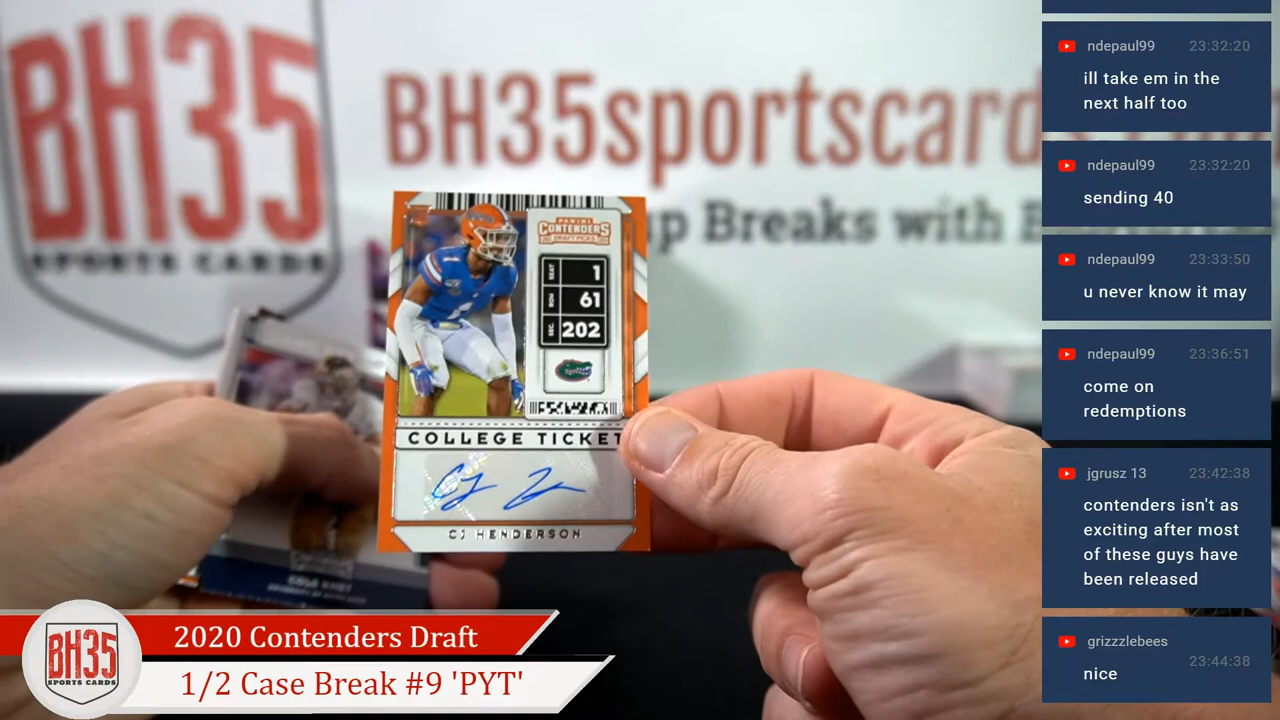 BH35
SPORTS CARDS
BH35sportscards
up Breaks with
PANINI
CONTENDERS
DRAFT PICKS
SEAT 1
ROW 61
SEC. 202
COLLEGE TICKET
CJ HENDERSON
BH35
SPORTS CARDS
2020 Contenders Draft
1/2 Case Break #9 'PYT'
ndepaul99 23:32:20
ill take em in the
next half too
ndepaul99 23:32:20
sending 40
ndepaul99 23:33:50
u never know it may
ndepaul99 23:36:51
come on
redemptions
jgrusz 13 23:42:38
contenders isn't as
exciting after most
of these guys have
been released
grizzzlebees
23:44:38
nice